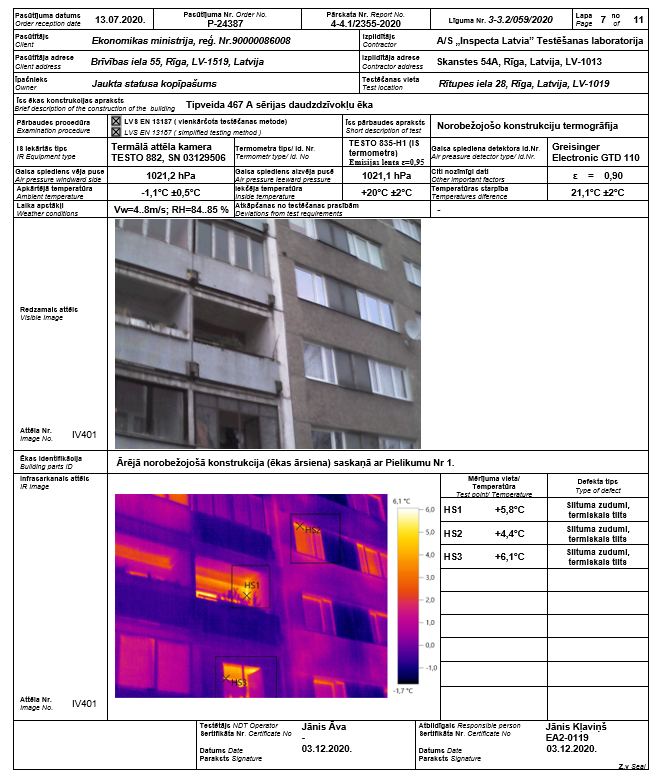 Pasūtījuma datums
Order reception date
13.07.2020.
Pasūtījuma Nr. Order No.
P-24387
Pārskata Nr. Report No.
4-4.1/2355-2020
Līguma Nr. 3-3.2/059/2020
Lapa 7 no 11
Page of
Pasūtītājs
Client
Ekonomikas ministrija, reģ. Nr.90000086008
Izpildītājs
Contractor
A/S „Inspecta Latvia” Testēšanas laboratorija
Pasūtītāja adrese
Client address
Brīvības iela 55, Rīga, LV-1519, Latvija
Izpildītāja adrese
Contractor address
Skanstes 54A, Rīga, Latvija, LV-1013
Īpašnieks
Owner
Jaukta statusa kopīpašums
Testēšanas vieta
Test location
Rītupes iela 28, Rīga, Latvija, LV-1019
Īss ēkas konstrukcijas apraksts
Brief description of the construction of the building
Tipveida 467 A sērijas daudzdzīvokļu ēka
Pārbaudes procedūra
Examination procedure
LVS EN 13187 ( vienkāršota testēšanas metode)
LVS EN 13187 ( simplified testing method )
Īss pārbaudes apraksts
Short description of test
Norobežojošo konstrukciju termogrāfija
IS iekārtās tips
IR Equipment type
Termālā attēla kamera
TESTO 882, SN 03129506
Termometra tips/ Id. Nr.
Termometr type/ Id. No
TESTO 835-H1 (IS
termometrs)
Emisijas lenta ε=0,95
Gaisa spiediena detektora id.Nr.
Air preasure detector type/ id.Nr.
Greisinger
Electronic GTD 110
Gaisa spiediens vēja pusē
Air pressure windward side
1021,2 hPa
Gaisa spiediens aizvēja pusē
Air pressure leeward pressure
1021,1 hPa
Citi nozīmīgi dati
Other important factors
ε = 0,90
Apkārtējā temperatūra
Ambient temperature
-1,1°C ±0,5°C
Iekšēja temperatūra
Inside temperature
+20°C ±2°C
Temperatūras starpība
Temperatures diference
21,1°C ±2°C
Laika apstākļi
Weather conditions
Vw=4..8m/s; RH=84..85 %
Atkāpšanas no testēšanas prasībām
Deviations from test requirements
-
Redzamais attēls
Visible image
Attēla Nr.
Image No.
IV401
Ēkas identifikācija
Building parts ID
Ārējā norobežojošā konstrukcija (ēkas ārsiena) saskaņā ar Pielikumu Nr 1.
Infrasarkanais attēls
IR Image
Mērījuma vieta/
Temperatūra
Test point/ Temperature
Defekta tips
Type of defect
HS1 +5,8°C
Siltuma zudumi,
termiskais tilts
HS2 +4,4°C
Siltuma zudumi,
termiskais tilts
HS3 +6,1°C
Siltuma zudumi,
termiskais tilts
HS2
HS1
HS3
6,1 °C
6,0
5,0
4,0
3,0
2,0
1,0
0,0
-1,0
-1,7 °C
Attēla Nr.
Image No.
IV401
Testētājs NDT Operator
Jānis Āva
Sertifikāta Nr. Certificate No
-
Datums Date
03.12.2020.
Paraksts Signature
Atbildīgais Responsible person
Jānis Kļaviņš
Sertifikāta Nr. Certificate No
EA2-0119
Datums Date
03.12.2020.
Paraksts Signature
Z.v Seal